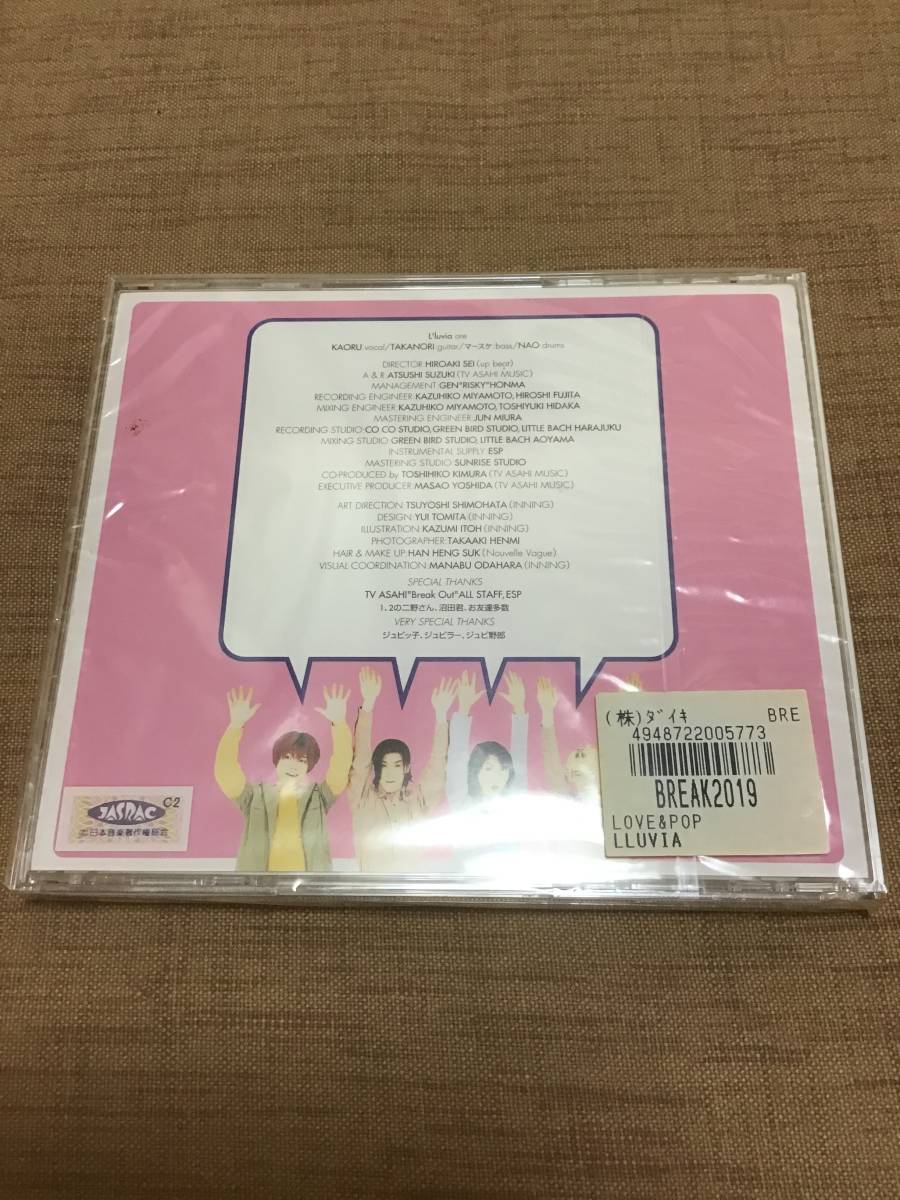 L'luvia are
KAORU vocal/TAKANORI guitar/マースケ bass/NAO drums
DIRECTOR HIROAKI SEI (up beat)
A & R ATSUSHI SUZUKI (TV ASAHI MUSIC)
MANAGEMENT GEN"RISKY"HONMA
RECORDING ENGINEER KAZUHIKO MIYAMOTO, HIROSHI FUJITA
MIXING ENGINEER KAZUHIKO MIYAMOTO, TOSHIYUKI HIDAKA
MASTERING ENGINEER JUN MIURA
RECORDING STUDIO CO CO STUDIO, GREEN BIRD STUDIO, LITTLE BACH HARAJUKU
MIXING STUDIO GREEN BIRD STUDIO, LITTLE BACH AOYAMA
INSTRUMENTAL SUPPLY ESP
MASTERING STUDIO SUNRISE STUDIO
CO-PRODUCED by TOSHIHIKO KIMURA (TV ASAHI MUSIC)
EXECUTIVE PRODUCER MASAO YOSHIDA (TV ASAHI MUSIC)
ART DIRECTION TSUYOSHI SHIMOHATA (INNING)
DESIGN YUI TOMITA (INNING)
ILLUSTRATION KAZUMI ITOH (INNING)
PHOTOGRAPHER TAKAAKI HENMI
HAIR & MAKE UP HAN HENG SUK (Nouvelle Vague)
VISUAL COORDINATION MANABU ODAHARA (INNING)
SPECIAL THANKS
TV ASAHI"Break Out"ALL STAFF, ESP
1、2の二野さん、沼田君、お友達多数
VERY SPECIAL THANKS
ジュビッ子、ジュビラー、ジュビ野郎
JASRAC C2
日本音楽著作権協会
(株)ダイキ BRE
4948722005773
BREAK2019
LOVE&POP
LLUVIA